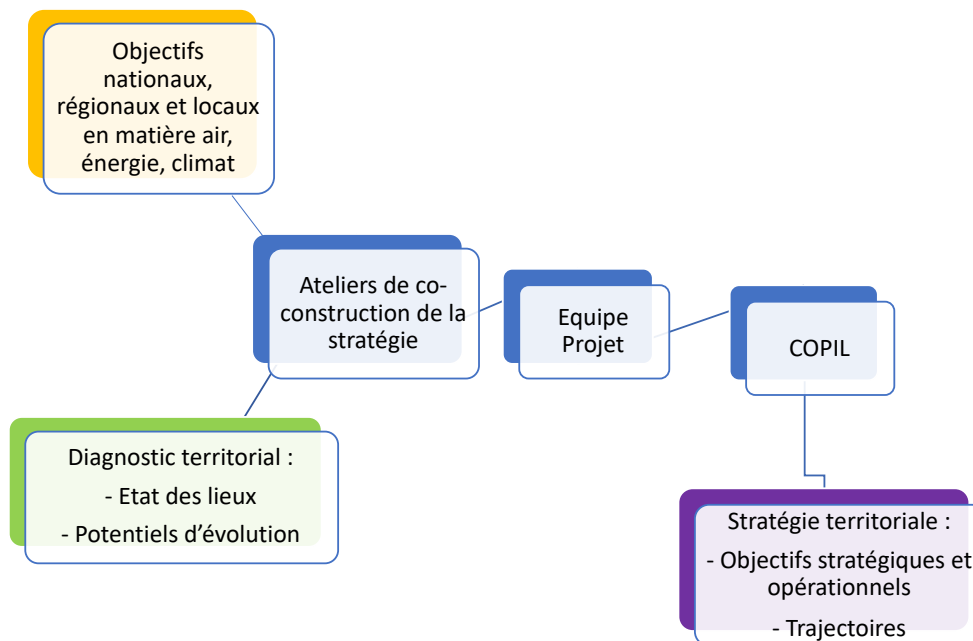 Objectifs
nationaux,
régionaux et locaux
en matière air,
énergie, climat
Ateliers de co-
construction de la
stratégie
Equipe
Projet
COPIL
Diagnostic territorial :
- Etat des lieux
- Potentiels d’évolution
Stratégie territoriale :
- Objectifs stratégiques et
opérationnels
- Trajectoires